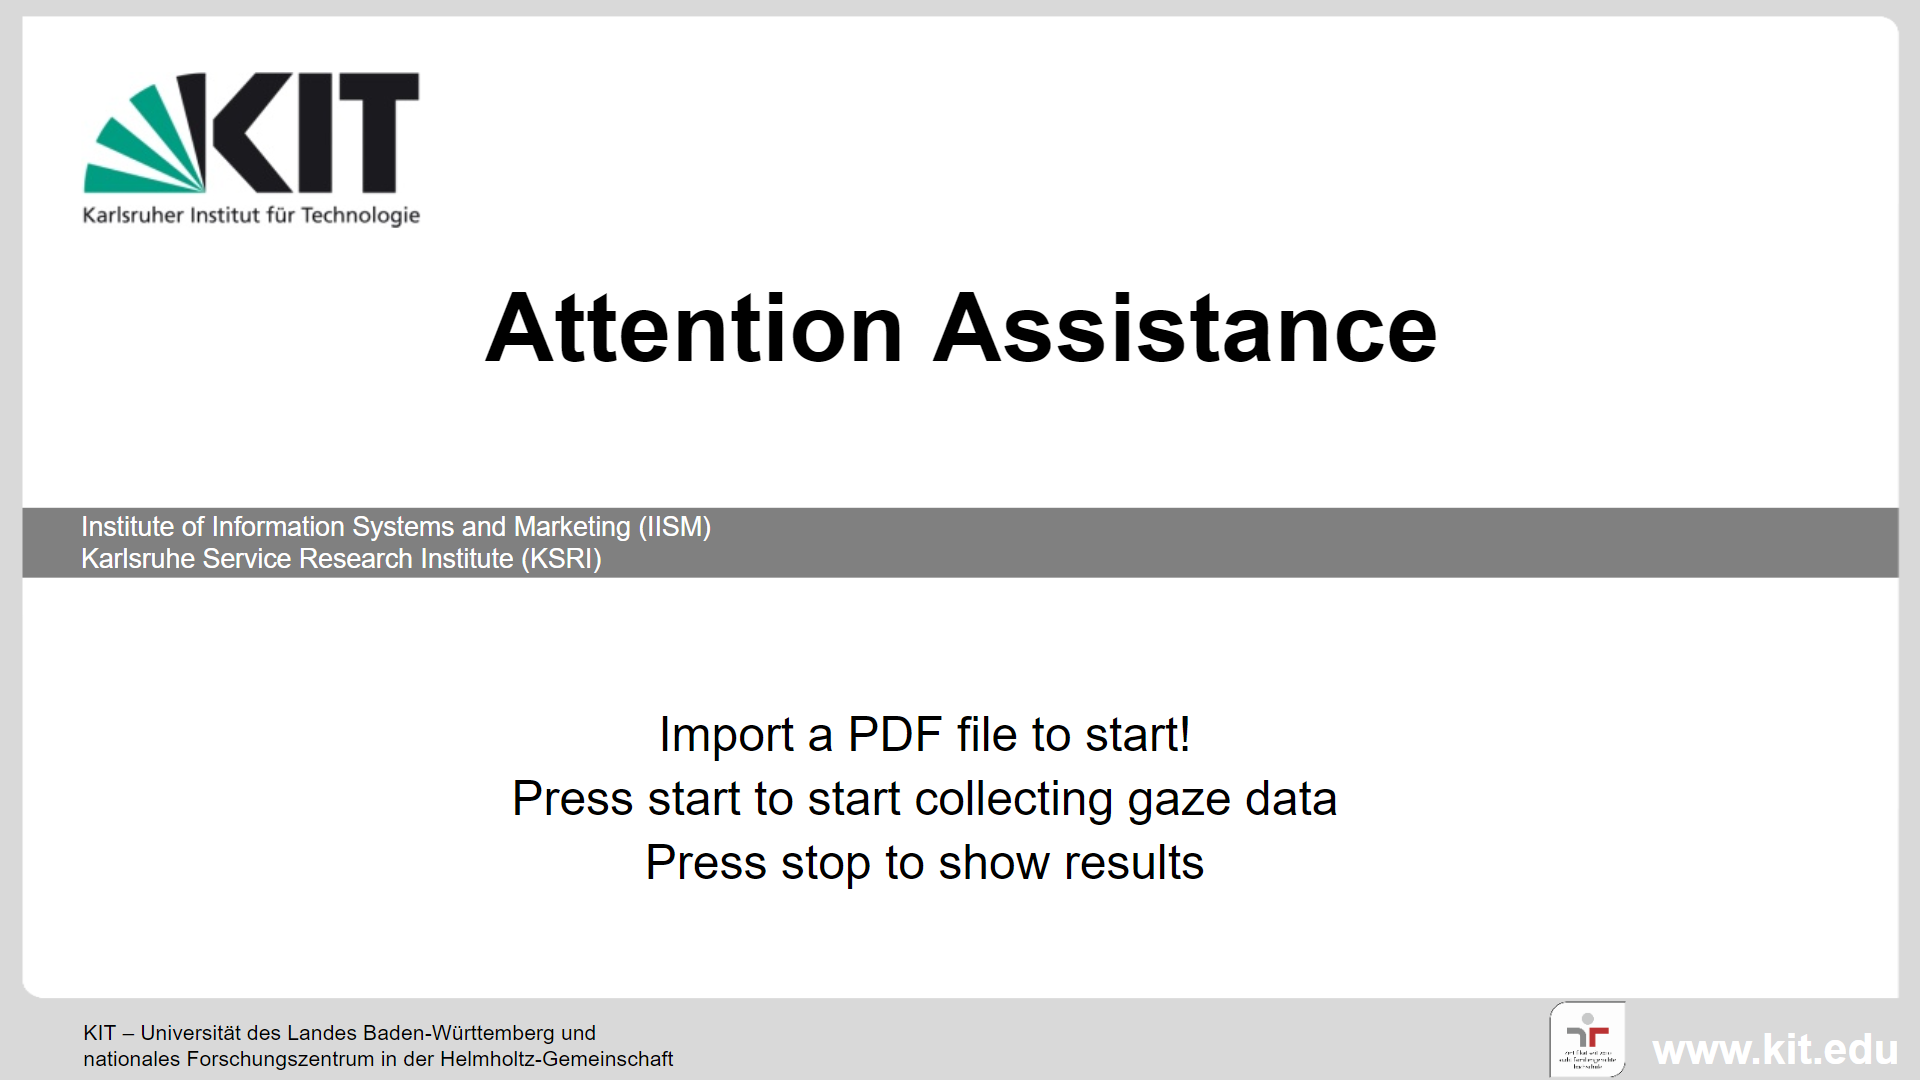 KIT
Karlsruher Institut für Technologie
Attention Assistance
Institute of Information Systems and Marketing (IISM)
Karlsruhe Service Research Institute (KSRI)
Import a PDF file to start!
Press start to start collecting gaze data
Press stop to show results
KIT – Universität des Landes Baden-Württemberg und
nationales Forschungszentrum in der Helmholtz-Gemeinschaft
www.kit.edu